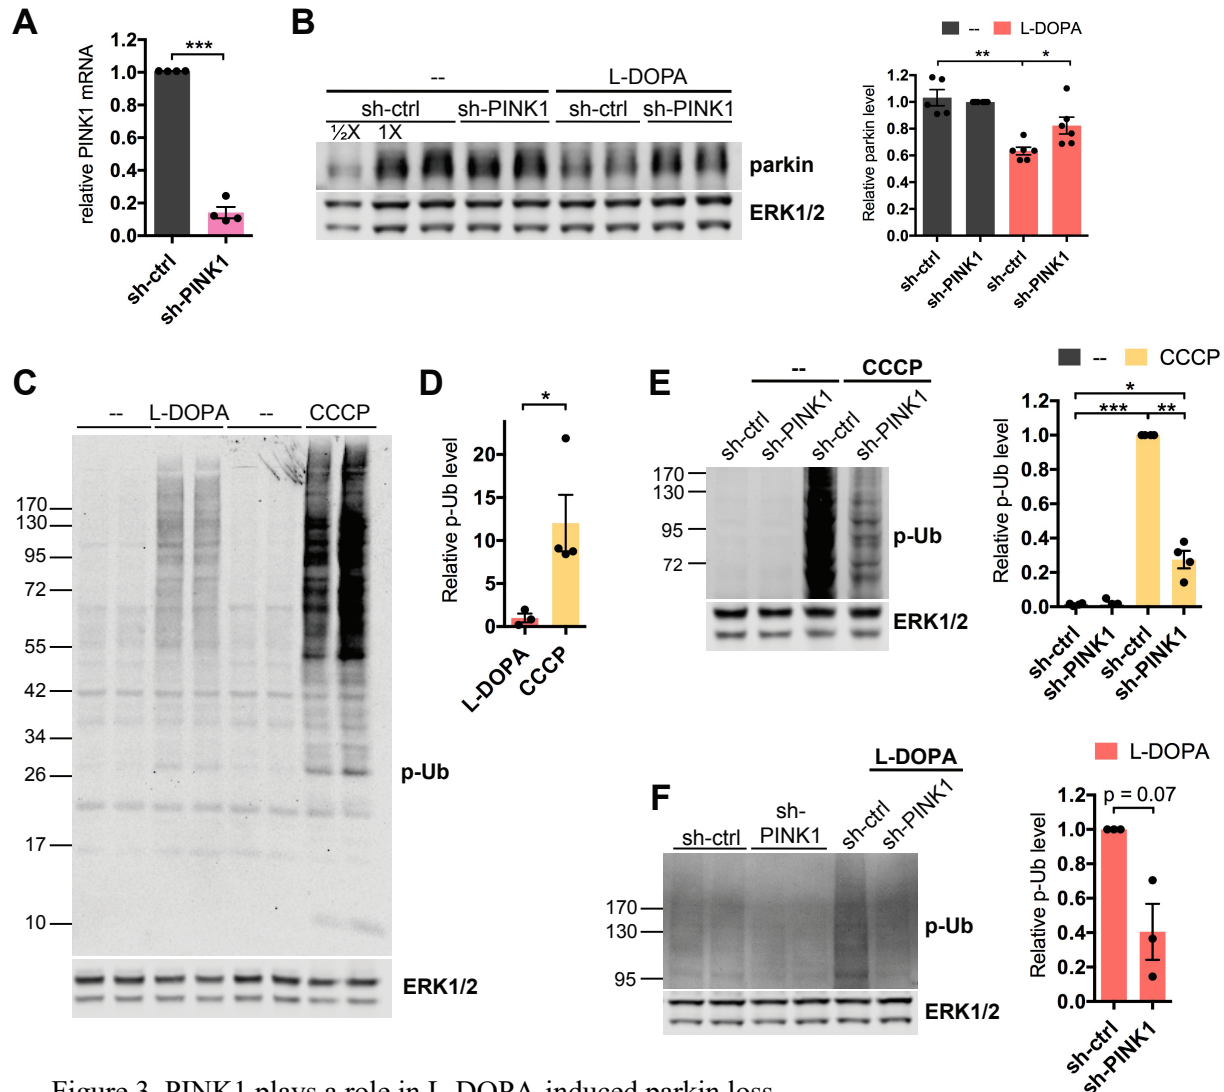 A
relative PINK1 mRNA
1.2
1.0
0.8
0.6
0.4
0.2
0.0
***
sh-ctrl
sh-PINK1
B
--
L-DOPA
sh-ctrl
sh-PINK1
sh-ctrl
sh-PINK1
½X
1X
parkin
ERK1/2
-- L-DOPA
**
*
Relative parkin level
1.2
1.0
0.8
0.6
0.4
0.2
0.0
sh-ctrl
sh-PINK1
sh-ctrl
sh-PINK1
C
--
L-DOPA
--
CCCP
170
130
95
72
55
42
34
26
17
10
p-Ub
ERK1/2
D
*
Relative p-Ub level
20
15
10
5
0
L-DOPA
CCCP
E
--
CCCP
sh-ctrl
sh-PINK1
sh-ctrl
sh-PINK1
170
130
95
72
p-Ub
ERK1/2
-- CCCP
*
***
**
Relative p-Ub level
1.2
1.0
0.8
0.6
0.4
0.2
0.0
sh-ctrl
sh-PINK1
sh-ctrl
sh-PINK1
F
L-DOPA
sh-ctrl
sh-
PINK1
sh-ctrl
sh-PINK1
170
130
95
p-Ub
ERK1/2
L-DOPA
p = 0.07
Relative p-Ub level
1.2
1.0
0.8
0.6
0.4
0.2
0.0
sh-ctrl
sh-PINK1
Figure 3. PINK1 plays a role in L-DOPA-induced parkin loss